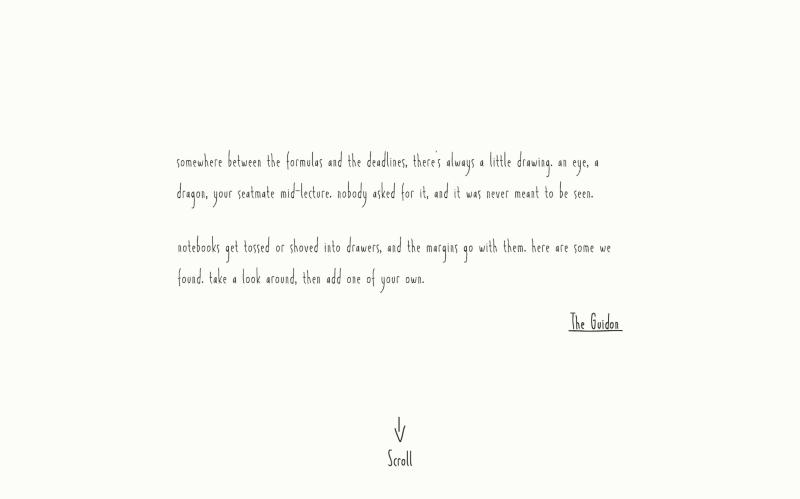 somewhere between the formulas and the deadlines, there's always a little drawing. an eye, a
dragon, your seatmate mid-lecture. nobody asked for it, and it was never meant to be seen.
notebooks get tossed or shoved into drawers, and the margins go with them. here are some we
found. take a look around, then add one of your own.
The Guidon
Scroll